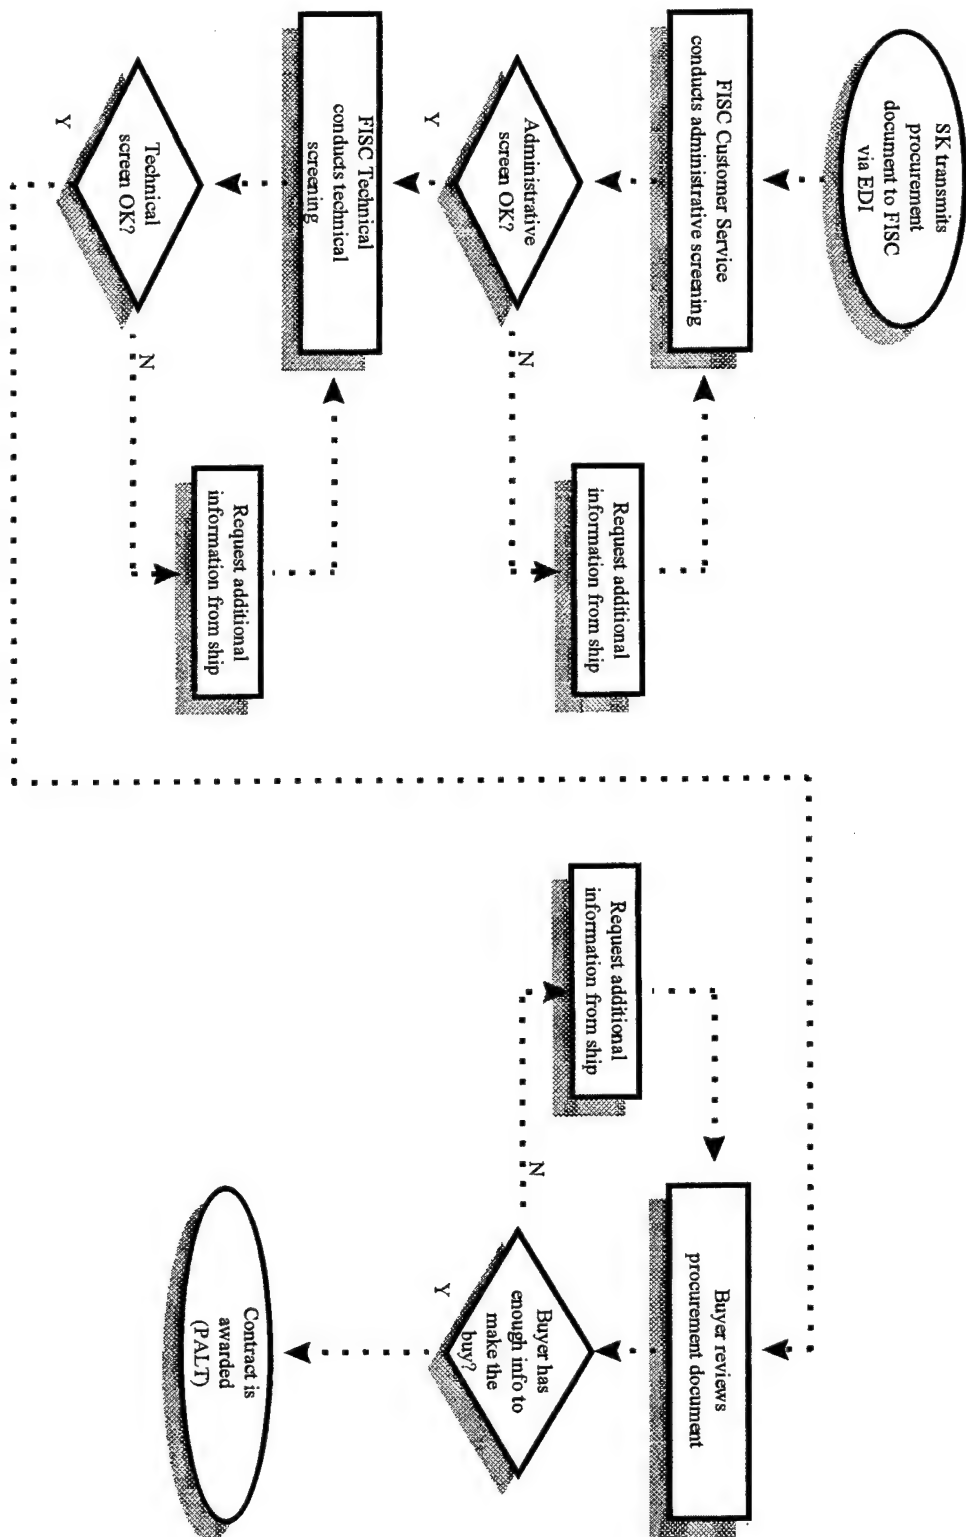 SK transmits
procurement
document to FISC
via EDI
FISC Customer Service
conducts administrative screening
Administrative
screen OK?
Y
N
Request additional
information from ship
FISC Technical
conducts technical
screening
Technical
screen OK?
Y
N
Request additional
information from ship
Buyer reviews
procurement document
Request additional
information from ship
Buyer has
enough info to
make the
buy?
N
Y
Contract is
awarded
(PALT)